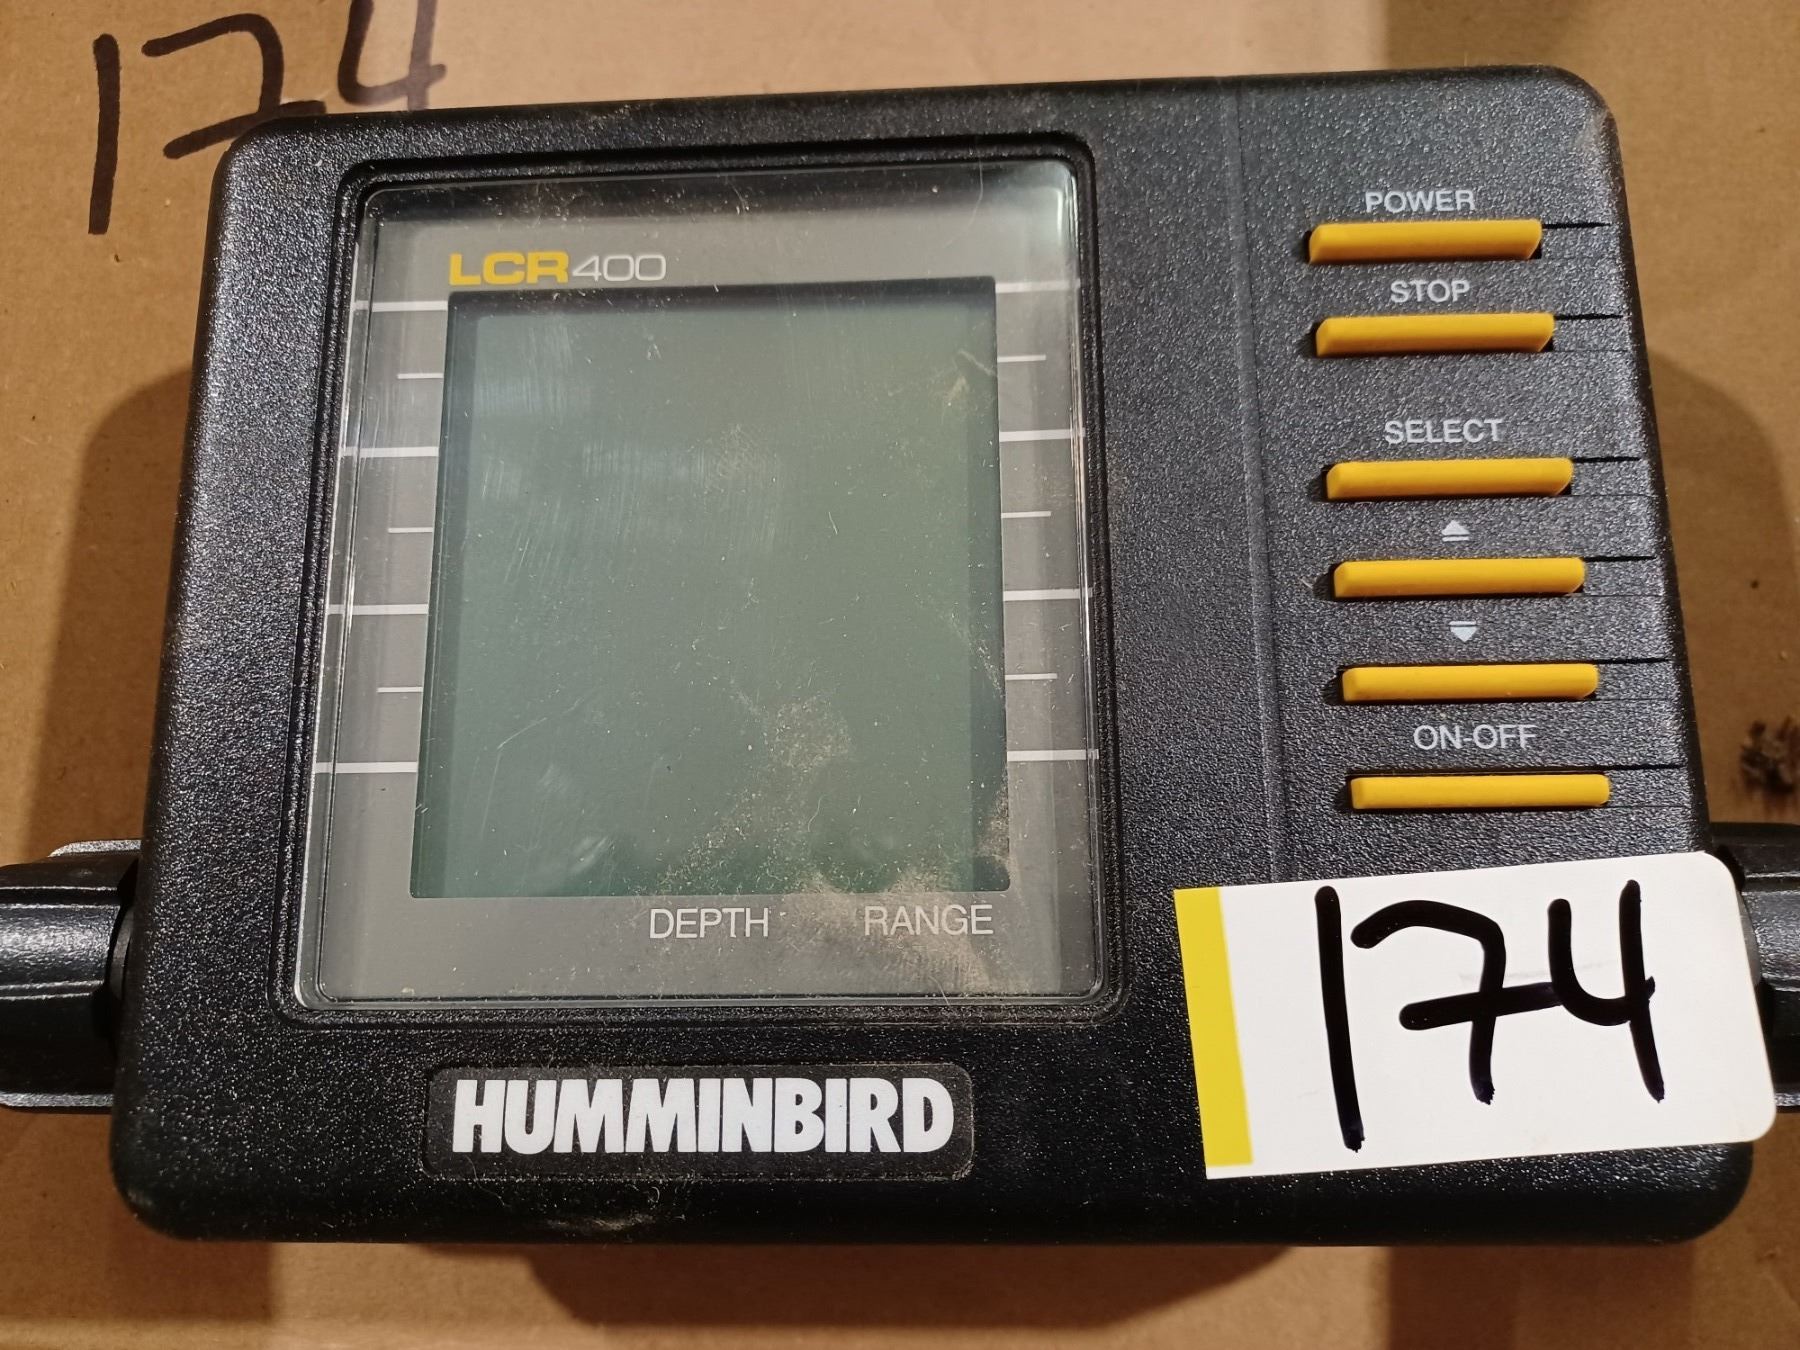 174
LCR400
POWER
STOP
SELECT
ON-OFF
DEPTH RANGE
HUMMINBIRD
174